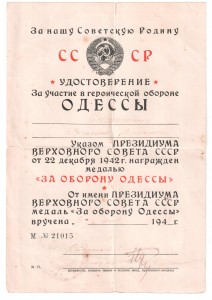 За нашу Советскую Родину
СС СР
УДОСТОВЕРЕНИЕ
За участие в героической обороне
ОДЕССЫ
Указом ПРЕЗИДИУМА
ВЕРХОВНОГО СОВЕТА СССР
от 22 декабря 1942 г. награжден
медалью
«ЗА ОБОРОНУ ОДЕССЫ»
От имени ПРЕЗИДИУМА
ВЕРХОВНОГО СОВЕТА СССР
медаль «За оборону Одессы»
вручена 194 г.
М № 21015